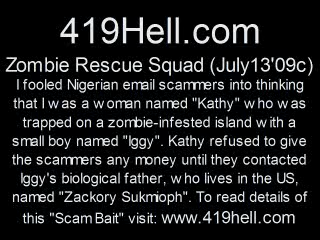 419Hell.com
Zombie Rescue Squad (July13'09c)
I fooled Nigerian email scammers into thinking
that I was a woman named "Kathy" who was
trapped on a zombie-infested island with a
small boy named "Iggy". Kathy refused to give
the scammers any money until they contacted
Iggy's biological father, who lives in the US,
named "Zackory Sukmioph". To read details of
this "Scam Bait" visit: www.419hell.com